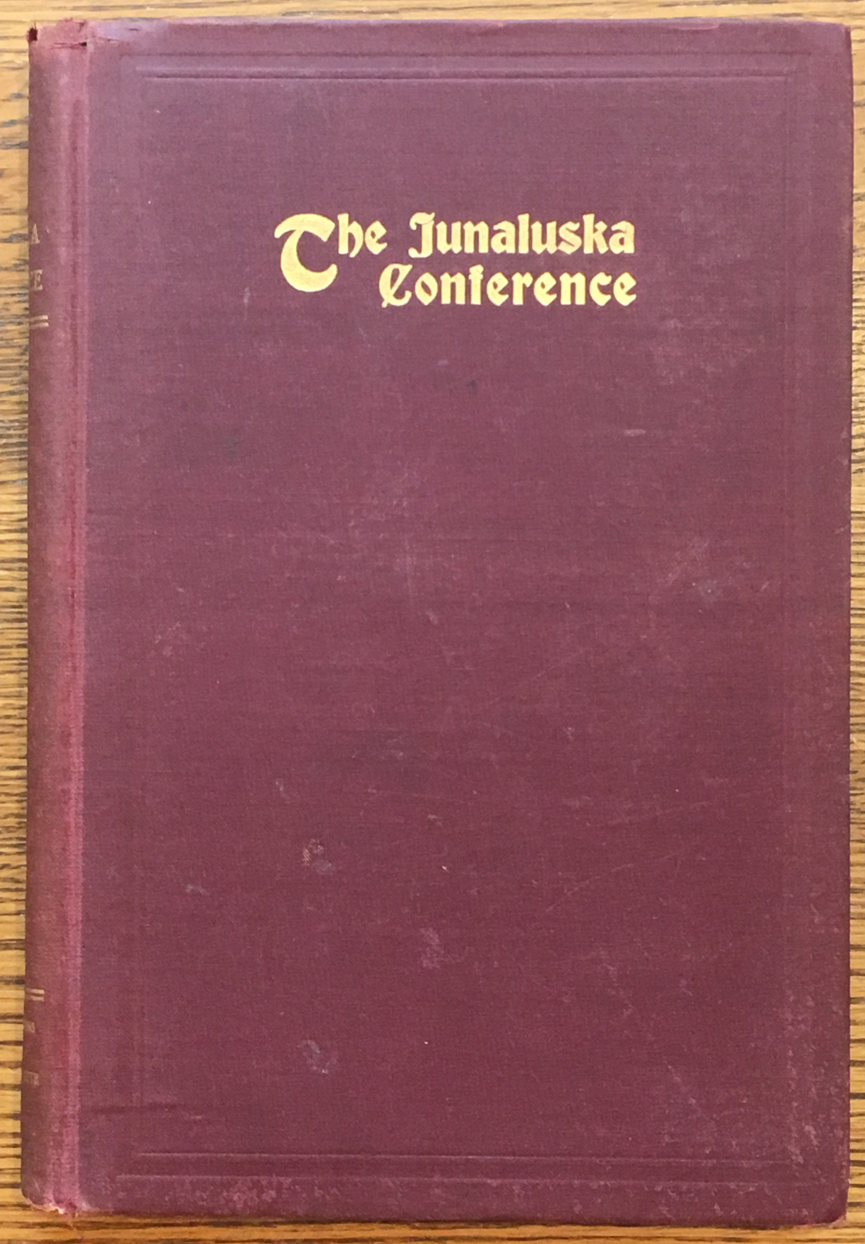 The Junaluska
Conference